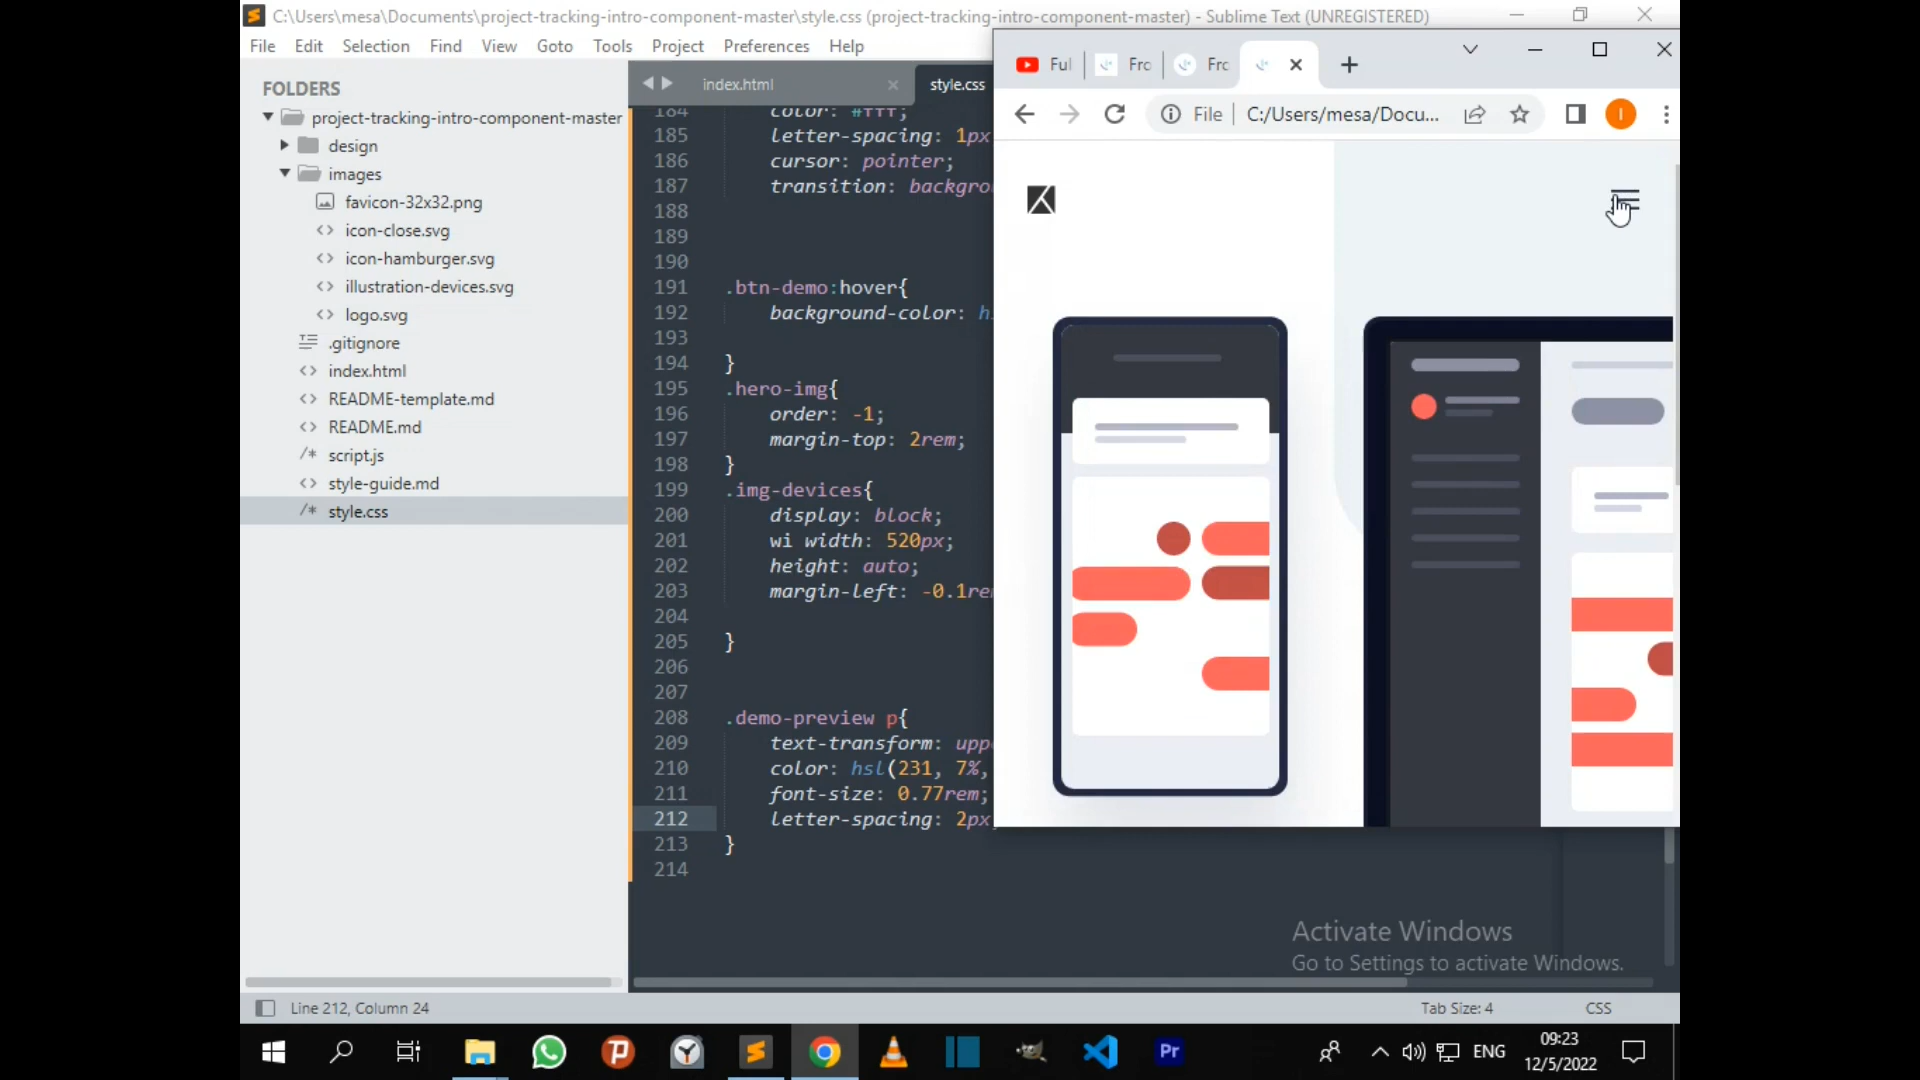 C:\Users\mesa\Documents\project-tracking-intro-component-master\style.css (project-tracking-intro-component-master) - Sublime Text (UNREGISTERED)
File Edit Selection Find View Goto Tools Project Preferences Help
FOLDERS
project-tracking-intro-component-master
design
images
favicon-32x32.png
icon-close.svg
icon-hamburger.svg
illustration-devices.svg
logo.svg
.gitignore
index.html
README-template.md
README.md
script.js
style-guide.md
style.css
index.html style.css
184 color: #fff;
185 letter-spacing: 1px
186 cursor: pointer;
187 transition: backgro
188
189
190
191 .btn-demo:hover{
192 background-color: h
193
194 }
195 .hero-img{
196 order: -1;
197 margin-top: 2rem;
198 }
199 .img-devices{
200 display: block;
201 wi width: 520px;
202 height: auto;
203 margin-left: -0.1re
204
205 }
206
207
208 .demo-preview p{
209 text-transform: upp
210 color: hsl(231, 7%,
211 font-size: 0.77rem;
212 letter-spacing: 2px
213 }
214
Ful Fro Fro
File C:/Users/mesa/Docu...
I
Activate Windows
Go to Settings to activate Windows.
Line 212, Column 24 Tab Size: 4 CSS
Pr
ENG
09:23
12/5/2022